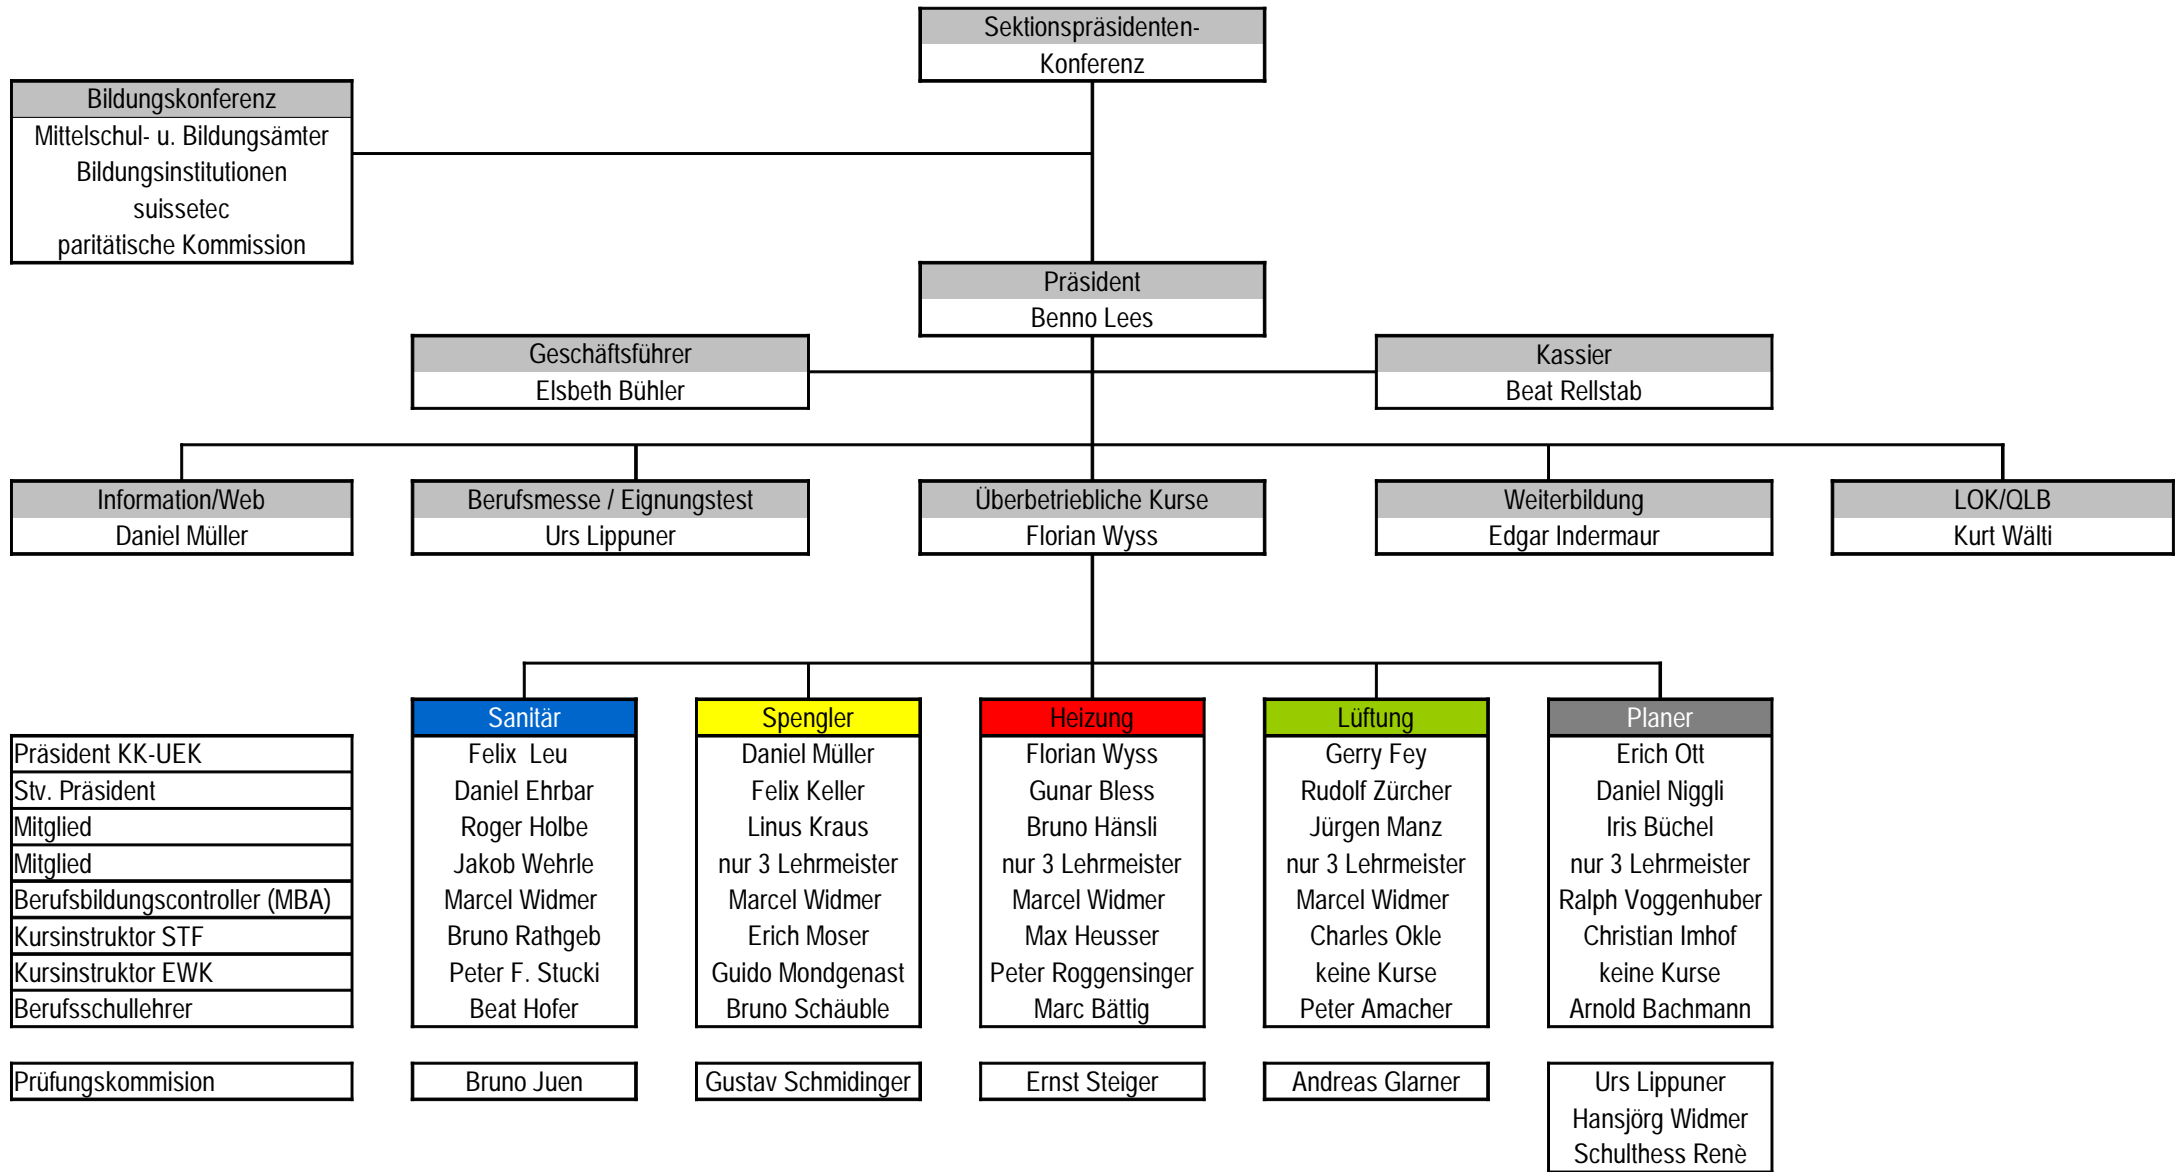 Sektionspräsidenten-
Konferenz
Bildungskonferenz
Mittelschul- u. Bildungsämter
Bildungsinstitutionen
suissetec
paritätische Kommission
Präsident
Benno Lees
Geschäftsführer
Elsbeth Bühler
Kassier
Beat Rellstab
Information/Web
Daniel Müller
Berufsmesse / Eignungstest
Urs Lippuner
Überbetriebliche Kurse
Florian Wyss
Weiterbildung
Edgar Indermaur
LOK/QLB
Kurt Wälti
Sanitär Spengler Heizung Lüftung Planer
Präsident KK-UEK Felix Leu Daniel Müller Florian Wyss Gerry Fey Erich Ott
Stv. Präsident Daniel Ehrbar Felix Keller Gunar Bless Rudolf Zürcher Daniel Niggli
Mitglied Roger Holbe Linus Kraus Bruno Hänsli Jürgen Manz Iris Büchel
Mitglied Jakob Wehrle nur 3 Lehrmeister nur 3 Lehrmeister nur 3 Lehrmeister nur 3 Lehrmeister
Berufsbildungscontroller (MBA) Marcel Widmer Marcel Widmer Marcel Widmer Marcel Widmer Ralph Voggenhuber
Kursinstruktor STF Bruno Rathgeb Erich Moser Max Heusser Charles Okle Christian Imhof
Kursinstruktor EWK Peter F. Stucki Guido Mondgenast Peter Roggensinger keine Kurse keine Kurse
Berufsschullehrer Beat Hofer Bruno Schäuble Marc Bättig Peter Amacher Arnold Bachmann
Prüfungskommision Bruno Juen Gustav Schmidinger Ernst Steiger Andreas Glarner Urs Lippuner
Hansjörg Widmer
Schulthess Renè